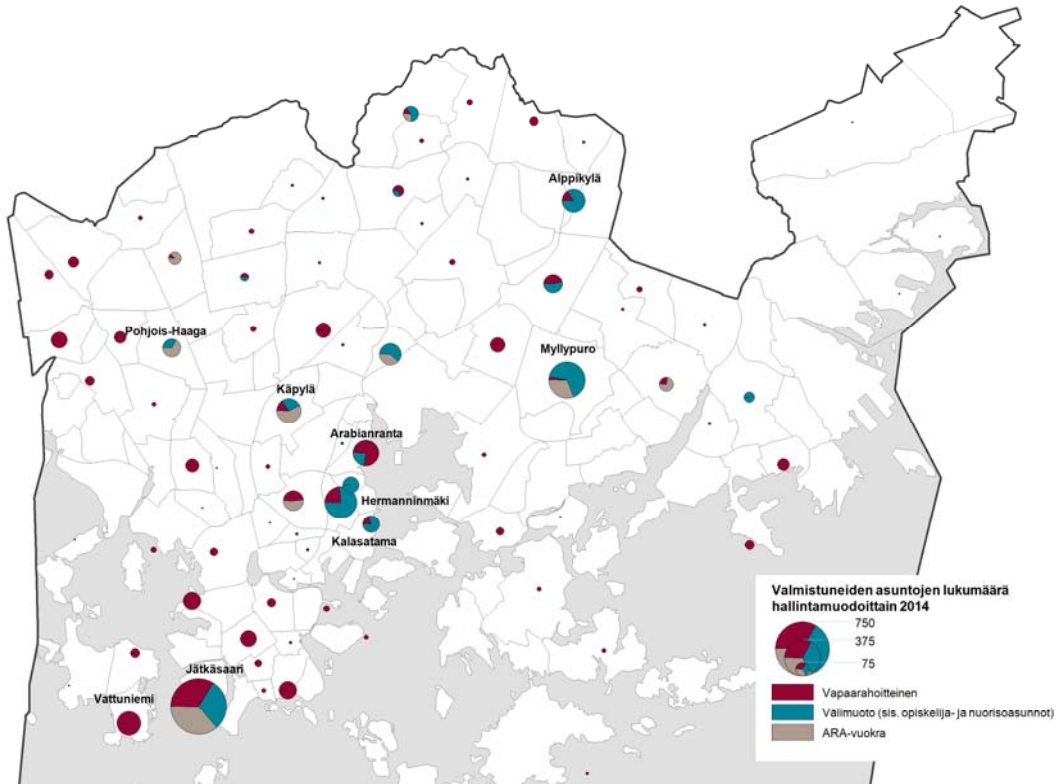 Alppikylä
Pohjois-Haaga
Myllypuro
Käpylä
Arabianranta
Hermanninmäki
Kalasatama
Jätkäsaari
Vattuniemi
Valmistuneiden asuntojen lukumäärä
hallintamuodoittain 2014
750
375
75
Vapaarahoitteinen
Välimuoto (sis. opiskelija- ja nuorisoasunnot)
ARA-vuokra